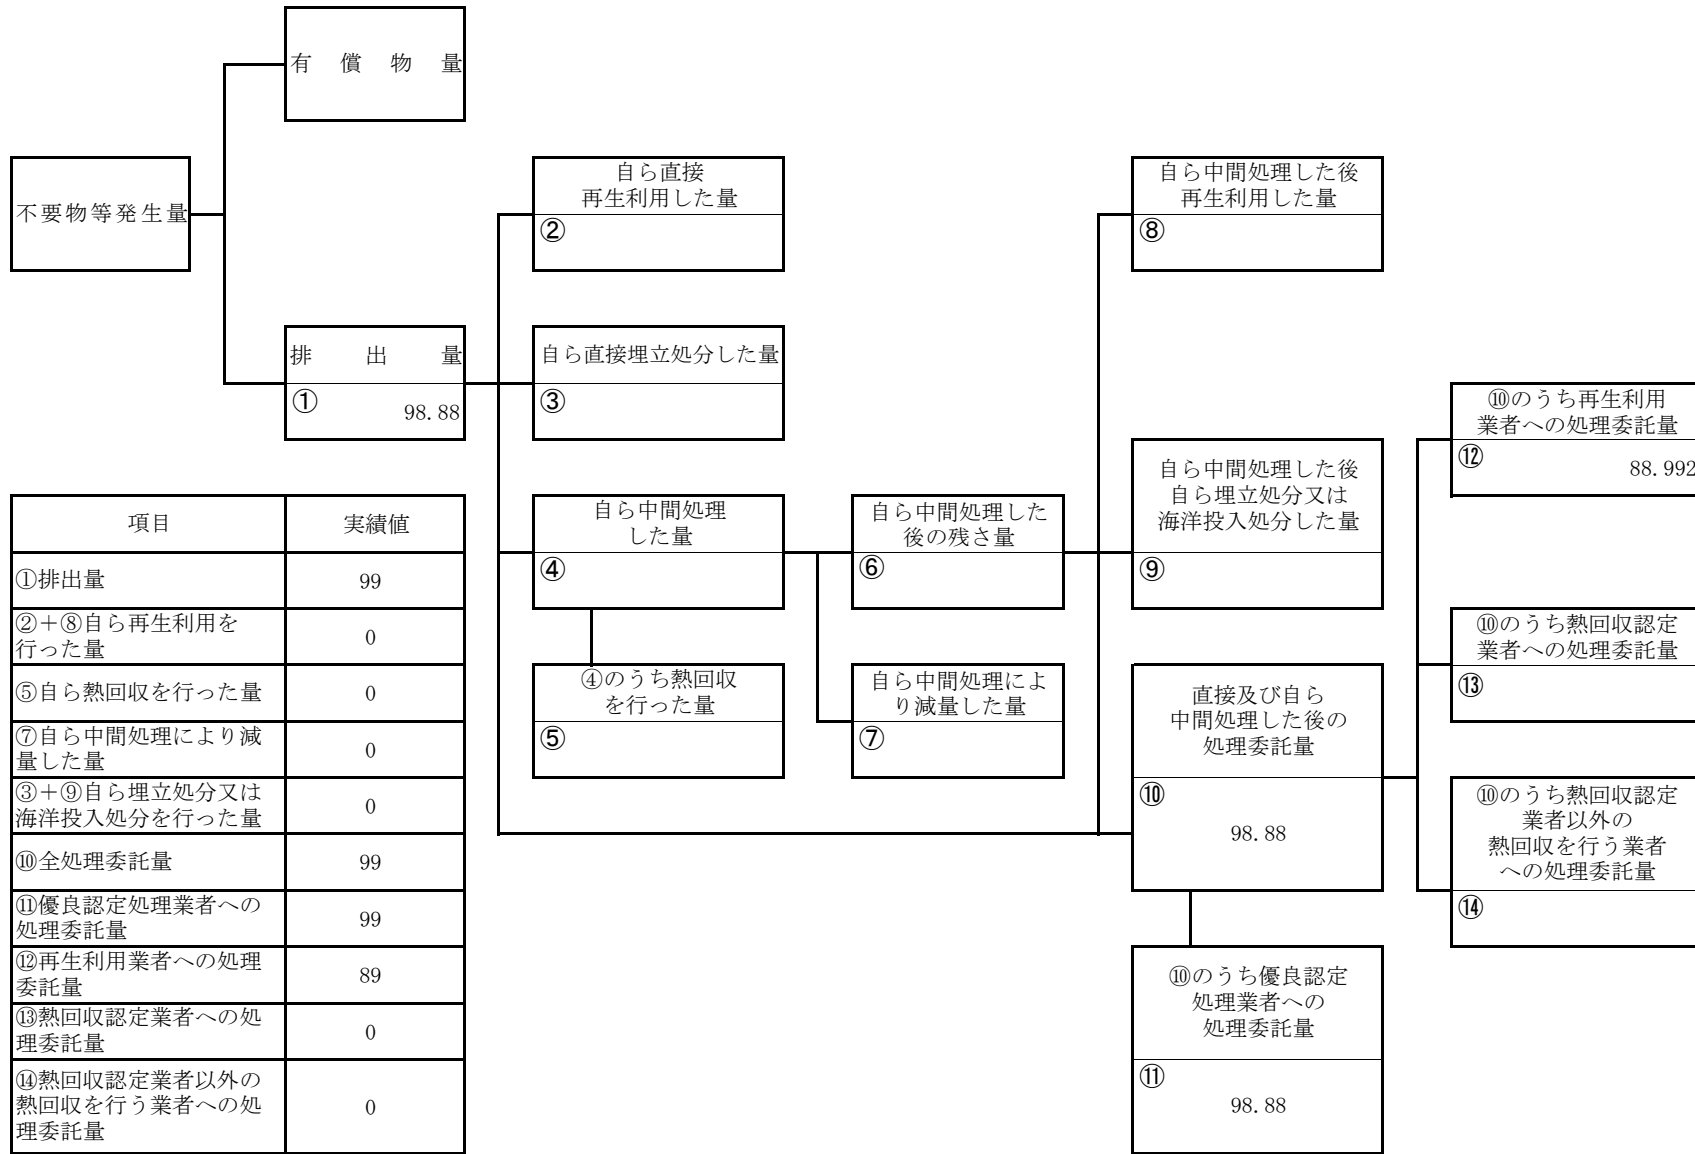 有償物量
不要物等発生量
排出量
①
98.88
自ら直接
再生利用した量
②
自ら直接埋立処分した量
③
自ら中間処理
した量
④
④のうち熱回収
を行った量
⑤
自ら中間処理した
後の残さ量
⑥
自ら中間処理によ
り減量した量
⑦
自ら中間処理した後
再生利用した量
⑧
自ら中間処理した後
自ら埋立処分又は
海洋投入処分した量
⑨
直接及び自ら
中間処理した後の
処理委託量
⑩
98.88
⑩のうち優良認定
処理業者への
処理委託量
⑪
98.88
⑩のうち再生利用
業者への処理委託量
⑫
88.992
⑩のうち熱回収認定
業者への処理委託量
⑬
⑩のうち熱回収認定
業者以外の
熱回収を行う業者
への処理委託量
⑭
項目 実績値
①排出量 99
②+⑧自ら再生利用を
行った量 0
⑤自ら熱回収を行った量 0
⑦自ら中間処理により減
量した量 0
③+⑨自ら埋立処分又は
海洋投入処分を行った量 0
⑩全処理委託量 99
⑪優良認定処理業者への
処理委託量 99
⑫再生利用業者への処理
委託量 89
⑬熱回収認定業者への処
理委託量 0
⑭熱回収認定業者以外の
熱回収を行う業者への処
理委託量 0